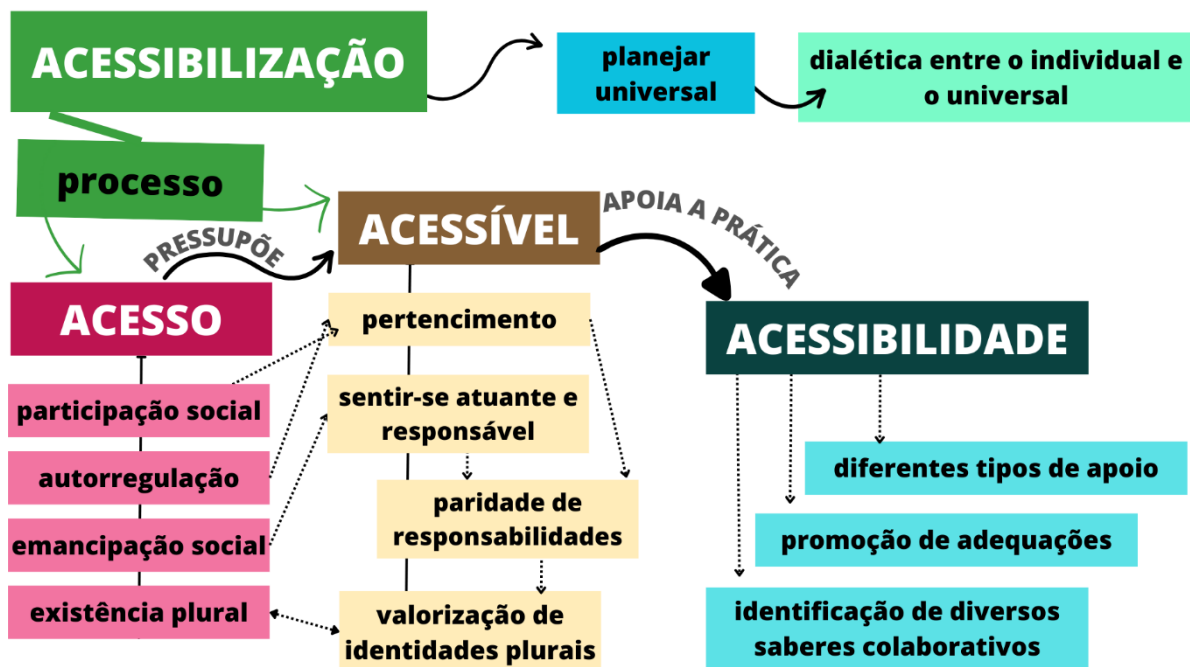 ACESSIBILIZAÇÃO
planejar
universal
dialética entre o individual e
o universal
processo
PRESSUPÕE
ACESSÍVEL
APOIA A PRÁTICA
ACESSO
participação social
autorregulação
emancipação social
existência plural
pertencimento
sentir-se atuante e
responsável
paridade de
responsabilidades
valorização de
identidades plurais
ACESSIBILIDADE
diferentes tipos de apoio
promoção de adequações
identificação de diversos
saberes colaborativos